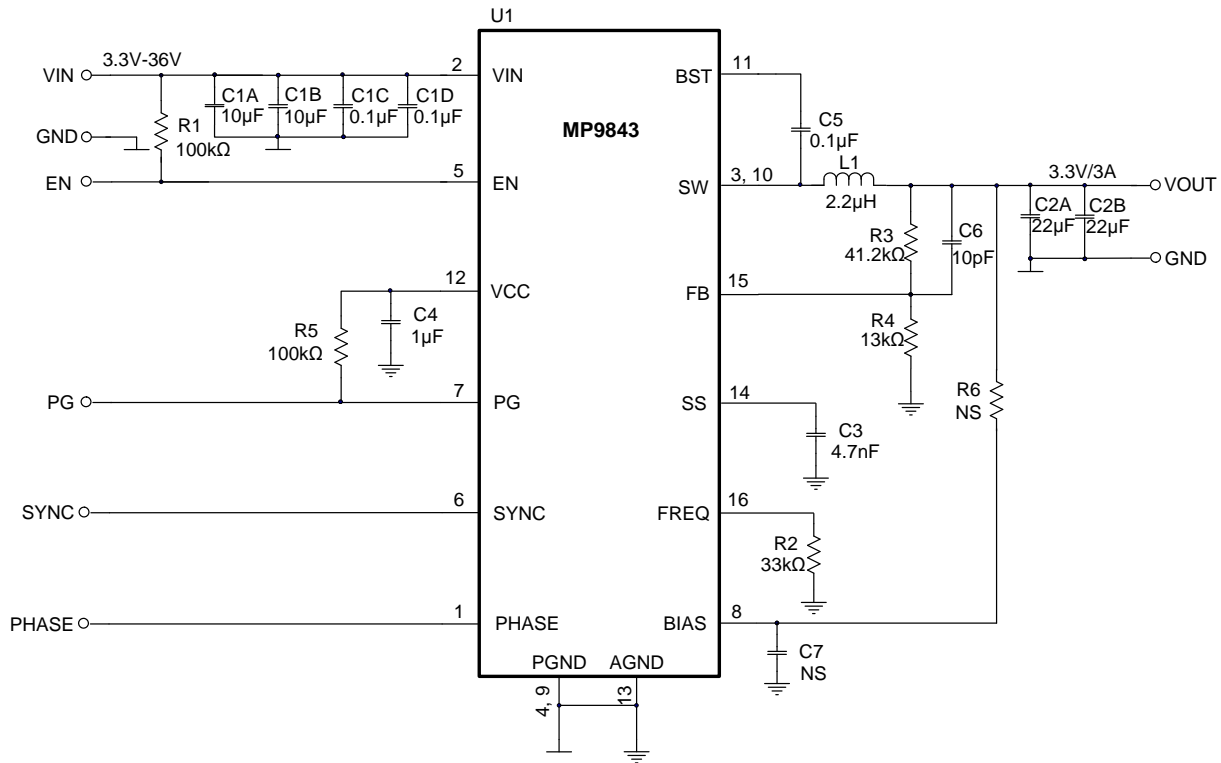 U1
VIN
3.3V-36V
2
VIN
C1A
10µF
C1B
10µF
C1C
0.1µF
C1D
0.1µF
GND
R1
100kΩ
EN
5
EN
MP9843
BST
11
C5
0.1µF
SW
3, 10
L1
2.2µH
3.3V/3A
VOUT
C2A
22µF
C2B
22µF
GND
R3
41.2kΩ
C6
10pF
FB
15
R4
13kΩ
12
VCC
C4
1µF
R5
100kΩ
PG
7
PG
SS
14
C3
4.7nF
R6
NS
SYNC
6
SYNC
FREQ
16
R2
33kΩ
PHASE
1
PHASE
BIAS
8
C7
NS
PGND
AGND
4, 9
13